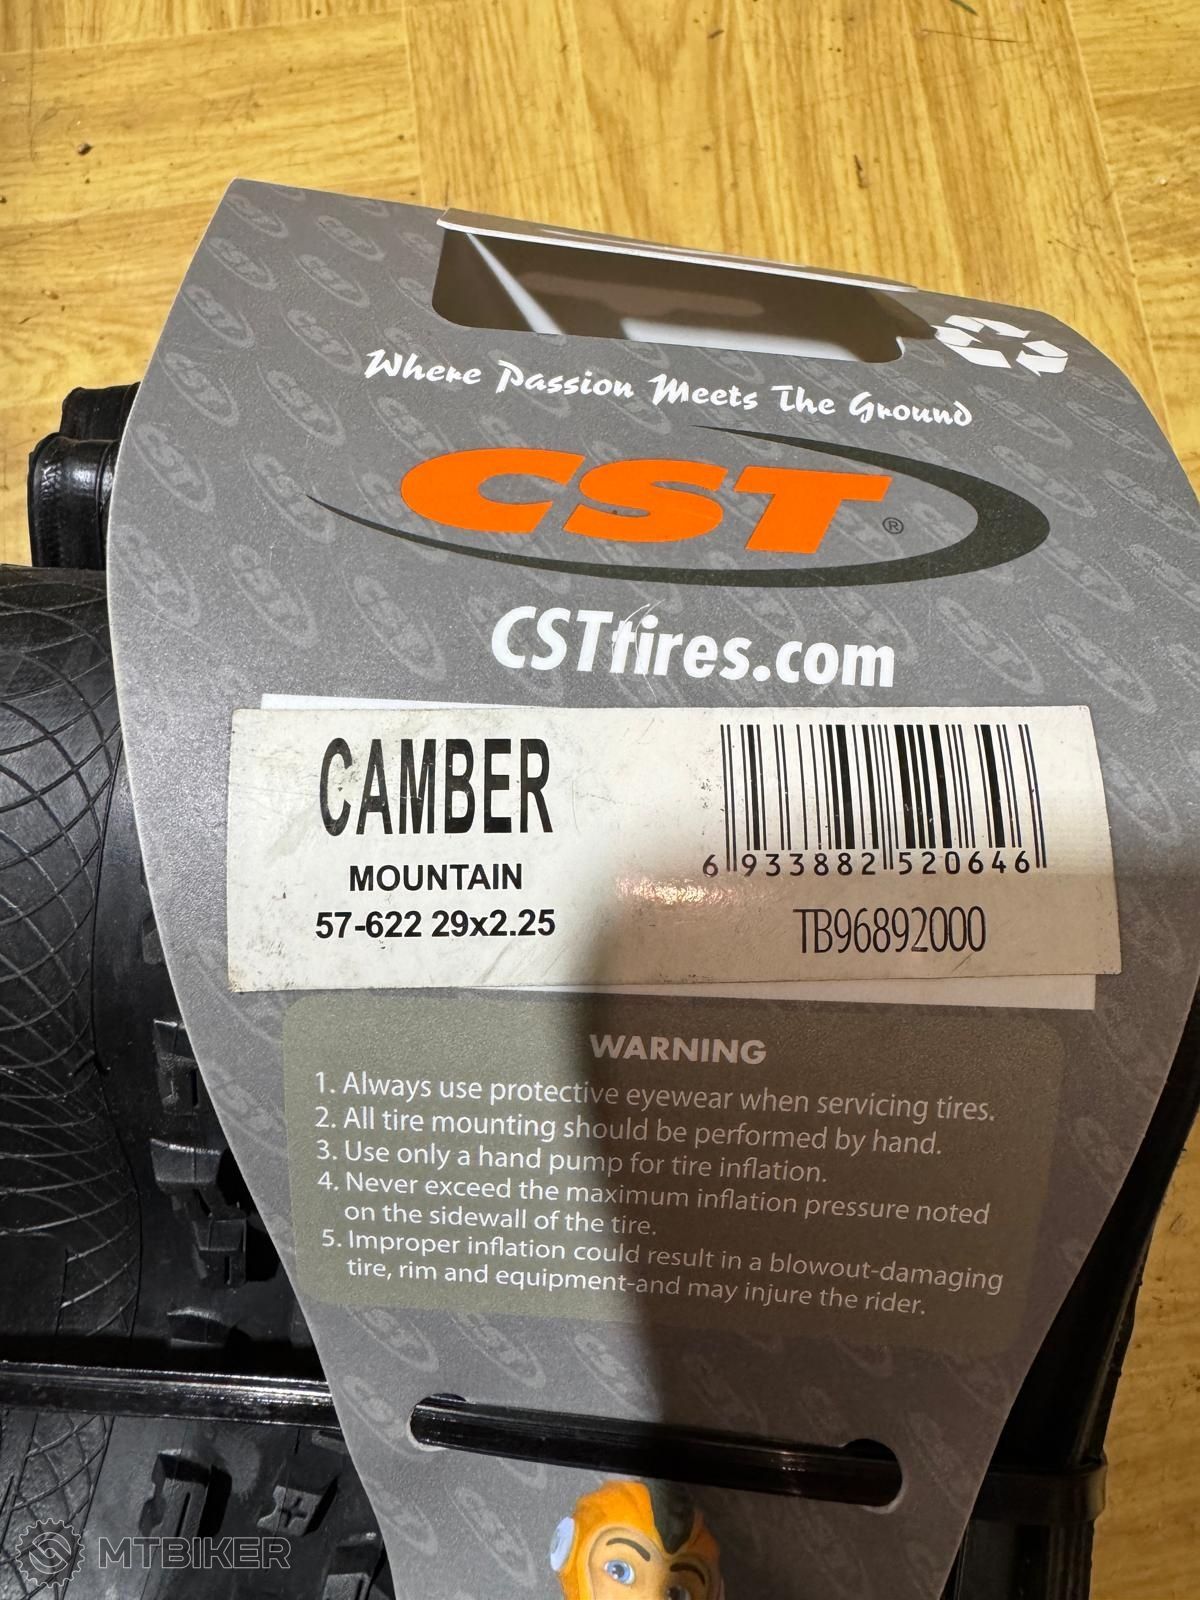 Where Passion Meets The Ground
CST®
CSTtires.com
CAMBER
MOUNTAIN
57-622 29x2.25
6 933882 520646
TB96892000
WARNING
1. Always use protective eyewear when servicing tires.
2. All tire mounting should be performed by hand.
3. Use only a hand pump for tire inflation.
4. Never exceed the maximum inflation pressure noted
on the sidewall of the tire.
5. Improper inflation could result in a blowout-damaging
tire, rim and equipment-and may injure the rider.
MTBIKER